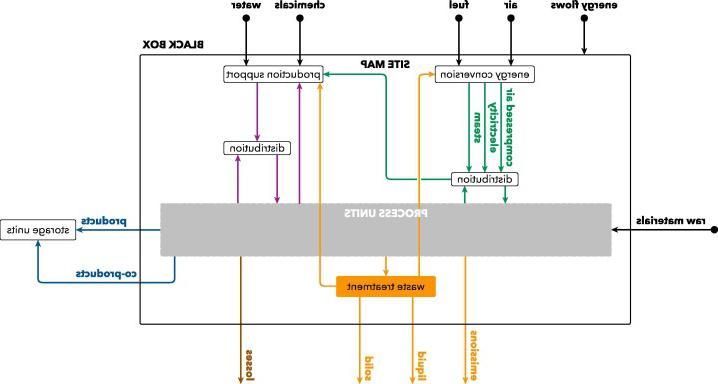 water
chemicals
fuel
air
energy flows
BLACK BOX
SITE MAP
production support
energy conversion
steam
electricity
compressed air
distribution
distribution
PROCESS UNITS
raw materials
products
storage units
co-products
waste treatment
losses
solid
liquid
emissions